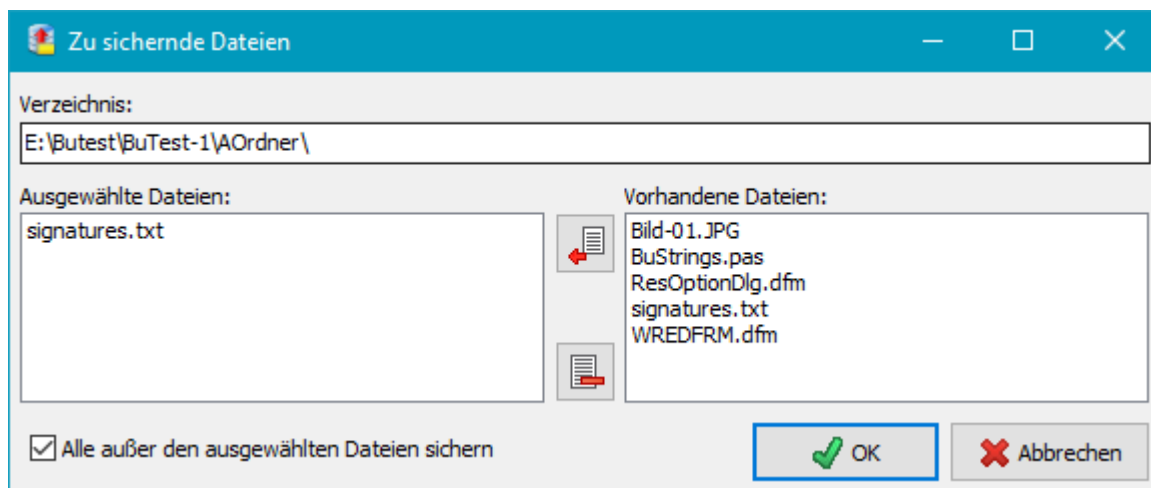 Zu sichernde Dateien
Verzeichnis:
E:\Butest\BuTest-1\AOrdner\
Ausgewählte Dateien:
signatures.txt
Vorhandene Dateien:
Bild-01.JPG
BuStrings.pas
ResOptionDlg.dfm
signatures.txt
WREDFRM.dfm
Alle außer den ausgewählten Dateien sichern
OK
Abbrechen